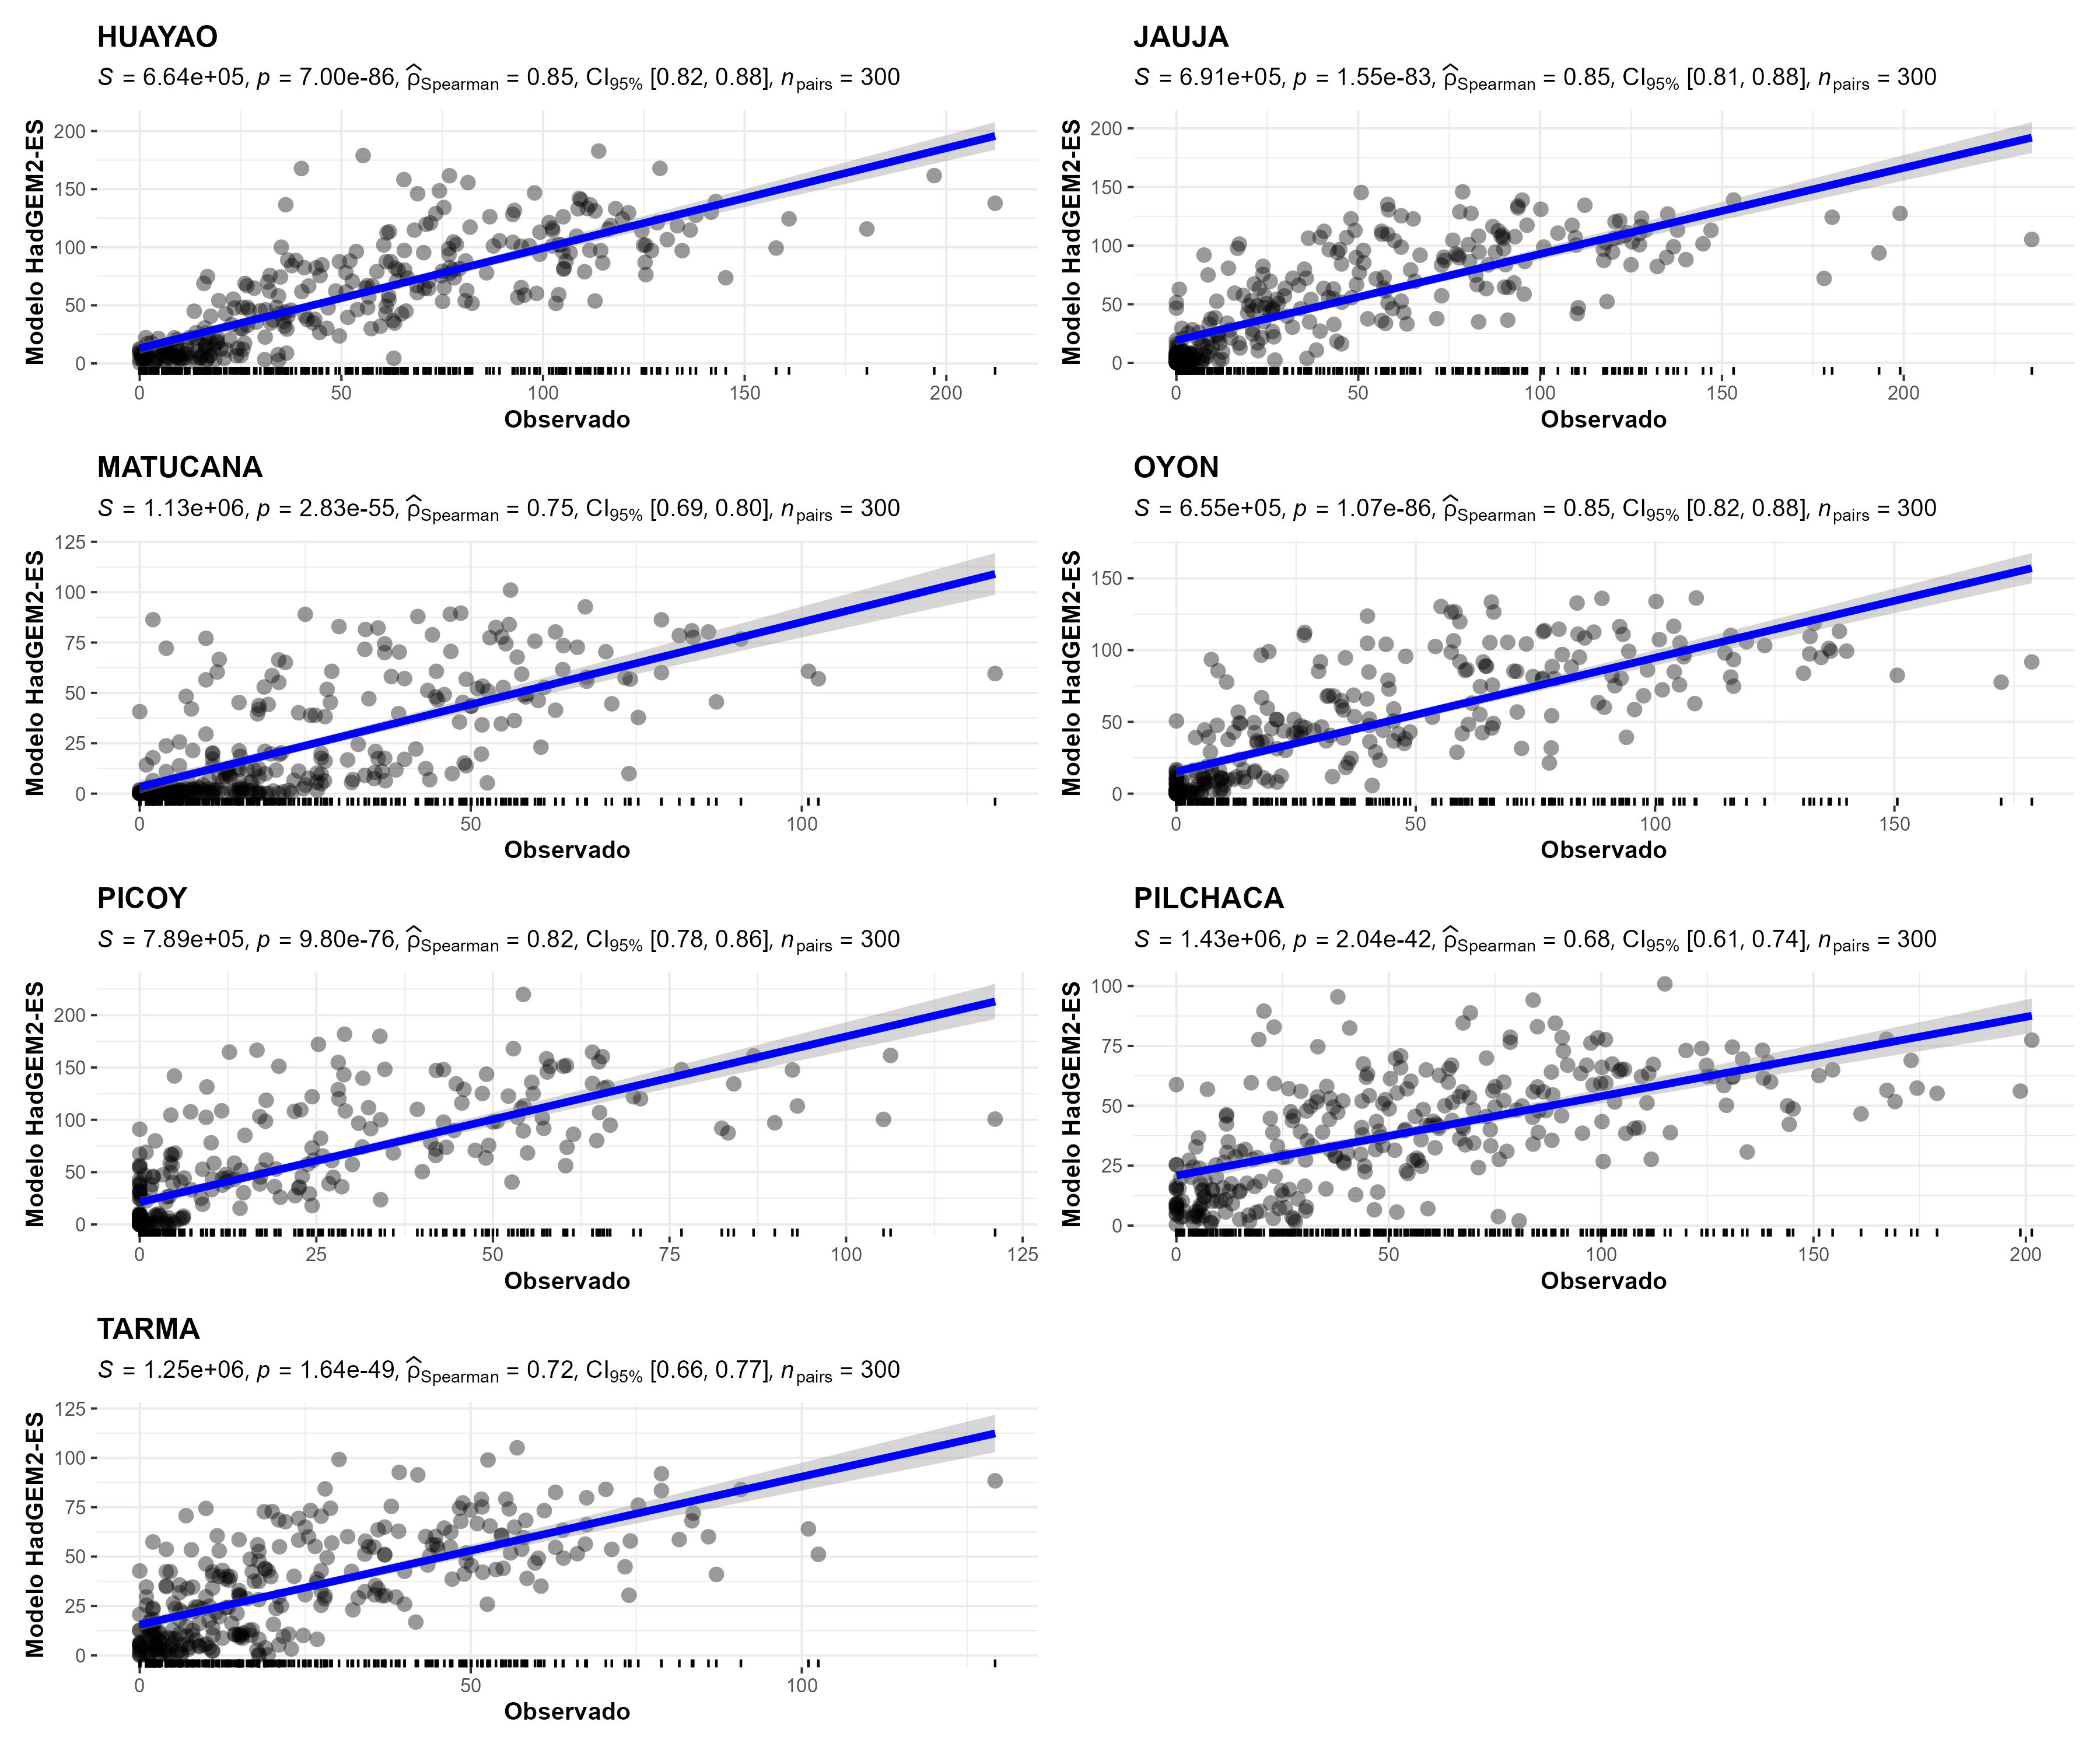 HUAYAO
S = 6.64e+05, p = 7.00e-86, ρ̂Spearman = 0.85, CI95% [0.82, 0.88], npairs = 300
Modelo HadGEM2-ES
200
150
100
50
0
0 50 100 150 200
Observado
JAUJA
S = 6.91e+05, p = 1.55e-83, ρ̂Spearman = 0.85, CI95% [0.81, 0.88], npairs = 300
Modelo HadGEM2-ES
200
150
100
50
0
0 50 100 150 200
Observado
MATUCANA
S = 1.13e+06, p = 2.83e-55, ρ̂Spearman = 0.75, CI95% [0.69, 0.80], npairs = 300
Modelo HadGEM2-ES
125
100
75
50
25
0
0 50 100
Observado
OYON
S = 6.55e+05, p = 1.07e-86, ρ̂Spearman = 0.85, CI95% [0.82, 0.88], npairs = 300
Modelo HadGEM2-ES
150
100
50
0
0 50 100 150
Observado
PICOY
S = 7.89e+05, p = 9.80e-76, ρ̂Spearman = 0.82, CI95% [0.78, 0.86], npairs = 300
Modelo HadGEM2-ES
200
150
100
50
0
0 25 50 75 100 125
Observado
PILCHACA
S = 1.43e+06, p = 2.04e-42, ρ̂Spearman = 0.68, CI95% [0.61, 0.74], npairs = 300
Modelo HadGEM2-ES
100
75
50
25
0
0 50 100 150 200
Observado
TARMA
S = 1.25e+06, p = 1.64e-49, ρ̂Spearman = 0.72, CI95% [0.66, 0.77], npairs = 300
Modelo HadGEM2-ES
125
100
75
50
25
0
0 50 100
Observado